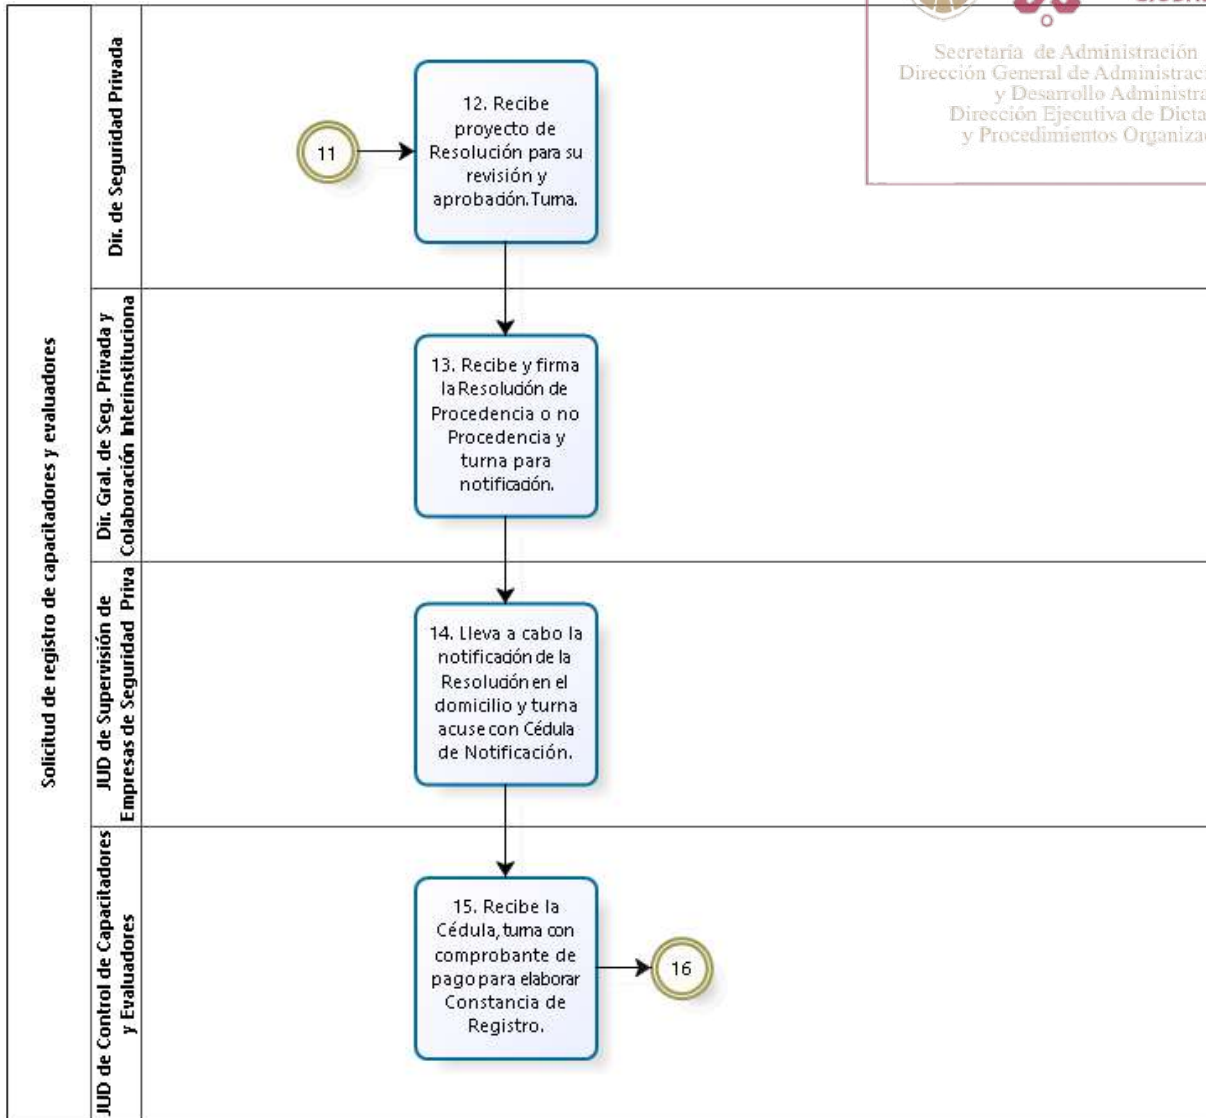 Secretaría de Administración
Dirección General de
y Desarrollo
Dirección Ejecutiva de
y Procedimientos
Solicitud de registro de capacitadores y evaluadores
Dir. de Seguridad Privada
11
12. Recibe
proyecto de
Resolución para su
revisión y
aprobación.Turna.
Dir. Gral. de Seg. Privada y
Colaboración Interinstituciona
13. Recibe y firma
la Resolución de
Procedencia o no
Procedencia y
turna para
notificación.
JUD de Supervisión de
Empresas de Seguridad Priva
14. Lleva a cabo la
notificación de la
Resolución en el
domicilio y turna
acuse con Cédula
de Notificación.
JUD de Control de Capacitadores
y Evaluadores
15. Recibe la
Cédula, turna con
comprobante de
pago para elaborar
Constancia de
Registro.
16